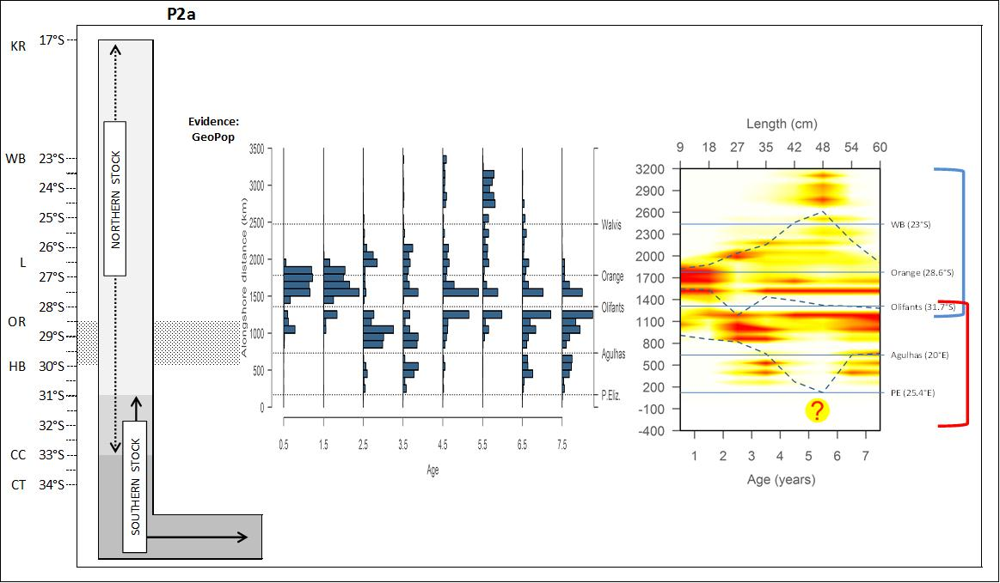 P2a
KR 17°S
WB 23°S
24°S
25°S
26°S
L
27°S
28°S
OR
29°S
HB 30°S
31°S
32°S
CC 33°S
CT 34°S
NORTHERN STOCK
SOUTHERN STOCK
Evidence:
GeoPop
Alongshore distance (km)
3500
3000
2500
2000
1500
1000
500
0
Walvis
Orange
Olifants
Agulhas
P.Eliz.
0.5 1.5 2.5 3.5 4.5 5.5 6.5 7.5
Age
Length (cm)
9 18 27 35 42 48 54 60
3200
2900
2600
2300
2000
1700
1400
1100
800
500
200
-100
-400
WB (23°S)
Orange (28.6°S)
Olifants (31.7°S)
Agulhas (20°E)
PE (25.4°E)
?
1 2 3 4 5 6 7
Age (years)